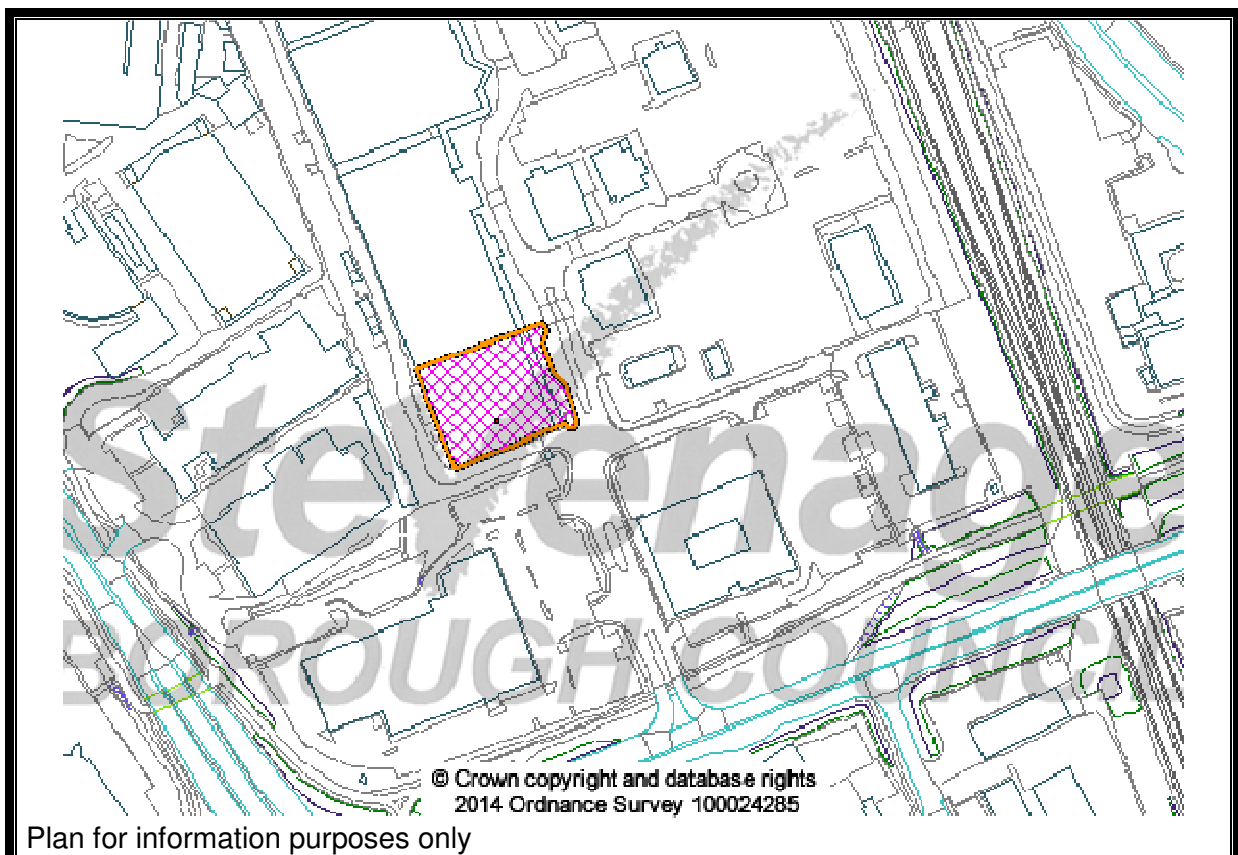 Stevenage
BOROUGH COUNCIL
© Crown copyright and database rights
2014 Ordnance Survey 100024285
Plan for information purposes only